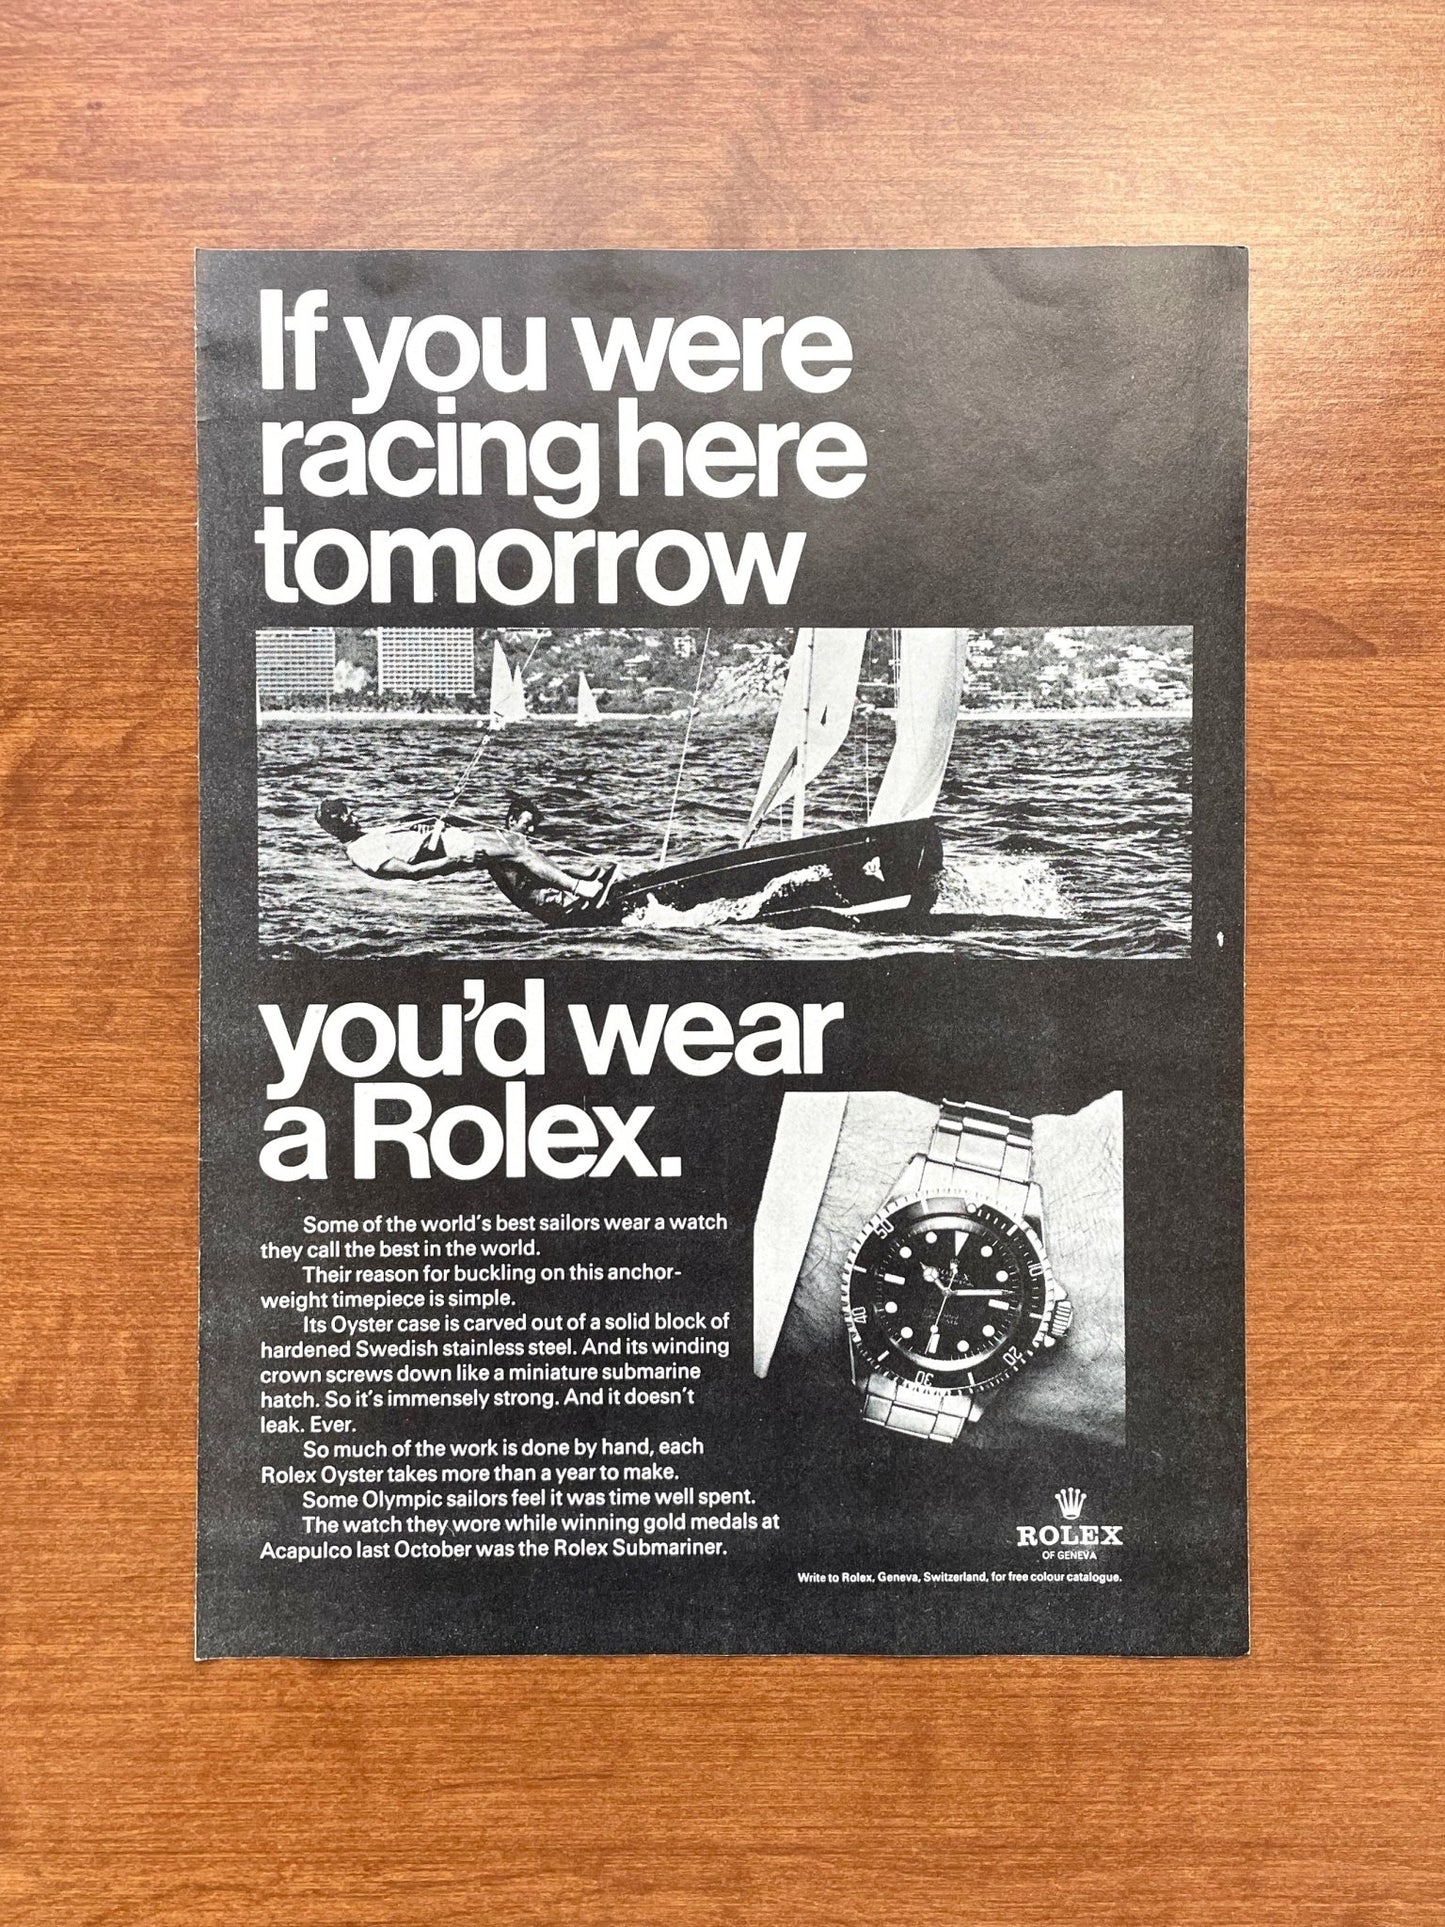 If you were
racing here
tomorrow
you'd wear
a Rolex.
Some of the world's best sailors wear a watch
they call the best in the world.
Their reason for buckling on this anchor-
weight timepiece is simple.
Its Oyster case is carved out of a solid block of
hardened Swedish stainless steel. And its winding
crown screws down like a miniature submarine
hatch. So it's immensely strong. And it doesn't
leak. Ever.
So much of the work is done by hand, each
Rolex Oyster takes more than a year to make.
Some Olympic sailors feel it was time well spent.
The watch they wore while winning gold medals at
Acapulco last October was the Rolex Submariner.
50
10
ROLEX
40
20
30
ROLEX
OF GENEVA
Write to Rolex, Geneva, Switzerland, for free colour catalogue.